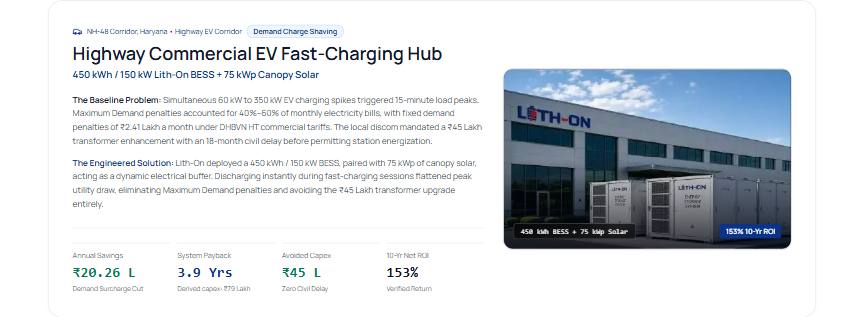 NH-48 Corridor, Haryana • Highway EV Corridor Demand Charge Shaving
Highway Commercial EV Fast-Charging Hub
450 kWh / 150 kW Lith-On BESS + 75 kWp Canopy Solar
The Baseline Problem: Simultaneous 60 kW to 350 kW EV charging spikes triggered 15-minute load peaks.
Maximum Demand penalties accounted for 40%–60% of monthly electricity bills, with fixed demand
penalties of ₹2.41 Lakh a month under DHBVN HT commercial tariffs. The local discom mandated a ₹45 Lakh
transformer enhancement with an 18-month civil delay before permitting station energization.
The Engineered Solution: Lith-On deployed a 450 kWh / 150 kW BESS, paired with 75 kWp of canopy solar,
acting as a dynamic electrical buffer. Discharging instantly during fast-charging sessions flattened peak
utility draw, eliminating Maximum Demand penalties and avoiding the ₹45 Lakh transformer upgrade
entirely.
LITH-ON
LITH-ON
LITH-ON
450 kWh BESS + 75 kWp Solar
153% 10-Yr ROI
Annual Savings
₹20.26 L
Demand Surcharge Cut
System Payback
3.9 Yrs
Derived capex: ₹79 Lakh
Avoided Capex
₹45 L
Zero Civil Delay
10-Yr Net ROI
153%
Verified Return